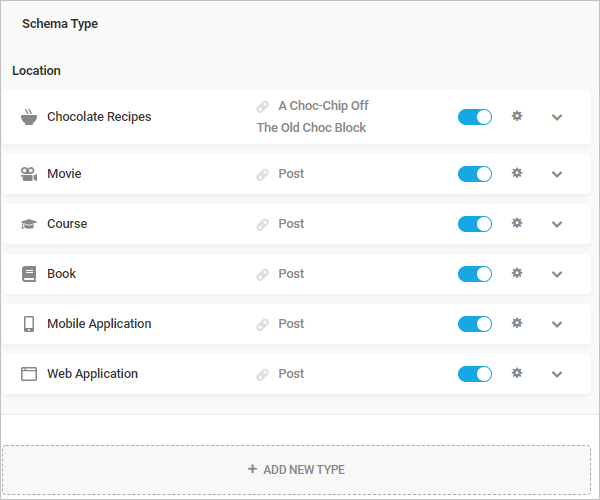 Schema Type
Location
Chocolate Recipes
A Choc-Chip Off
The Old Choc Block
Movie
Post
Course
Post
Book
Post
Mobile Application
Post
Web Application
Post
+ ADD NEW TYPE